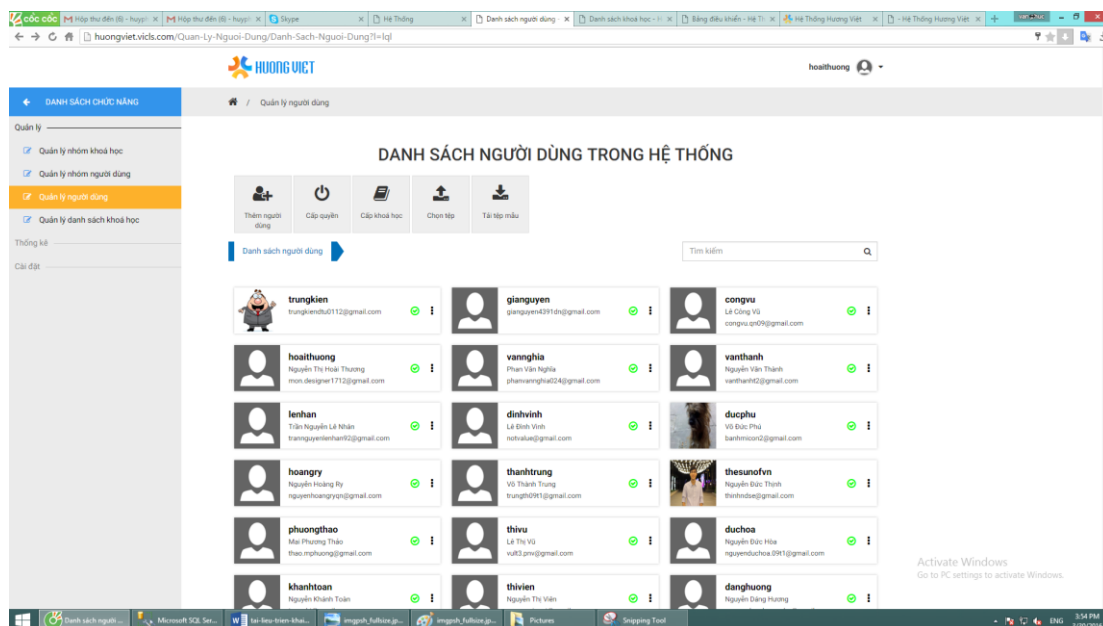 cốc cốc
M Hộp thư đến (6) - huyph
M Hộp thư đến (6) - huyph
Skype
Hệ Thống
Danh sách người dùng -
Danh sách khoá học - H
Bảng điều khiển - Hệ Th
Hệ Thống Hương Việt
- Hệ Thống Hương Việt
huongviet.vicls.com/Quan-Ly-Nguoi-Dung/Danh-Sach-Nguoi-Dung?l=lql
HUONG VIET
hoaithuong
DANH SÁCH CHỨC NĂNG
/ Quản lý người dùng
Quản lý
Quản lý nhóm khoá học
Quản lý nhóm người dùng
Quản lý người dùng
Quản lý danh sách khoá học
Thống kê
Cài đặt
DANH SÁCH NGƯỜI DÙNG TRONG HỆ THỐNG
Thêm người
dùng
Cấp quyền
Cấp khoá học
Chọn tệp
Tải tệp mẫu
Danh sách người dùng
Tìm kiếm
trungkien
trungkiendtu0112@gmail.com
gianguyen
gianguyen4391dn@gmail.com
congvu
Lê Công Vũ
congvu.qn09@gmail.com
hoaithuong
Nguyễn Thị Hoài Thương
mon.designer1712@gmail.com
vannghia
Phan Văn Nghĩa
phanvannghia024@gmail.com
vanthanh
Nguyễn Văn Thành
vanthanht2@gmail.com
lenhan
Trần Nguyễn Lê Nhân
trannguyenlenhan92@gmail.com
dinhvinh
Lê Đình Vinh
notvalue@gmail.com
ducphu
Võ Đức Phú
banhmicon2@gmail.com
hoangry
Nguyễn Hoàng Ry
nguyenhoangryqn@gmail.com
thanhtrung
Võ Thành Trung
trungth09t1@gmail.com
thesunofvn
Nguyễn Đức Thịnh
thinhndse@gmail.com
phuongthao
Mai Phương Thảo
thao.mphuong@gmail.com
thivu
Lê Thị Vũ
vult3.pnv@gmail.com
duchoa
Nguyễn Đức Hòa
nguyenduchoa.09t1@gmail.com
khanhtoan
Nguyễn Khánh Toàn
thivien
Nguyễn Thị Viên
danghuong
Nguyễn Dáng Hương
Activate Windows
Go to PC settings to activate Windows.
Danh sách người ...
Microsoft SQL Ser...
tai-lieu-trien-khai...
imgpsh_fullsize.jp...
imgpsh_fullsize.jp...
Pictures
Snipping Tool
ENG
3:54 PM